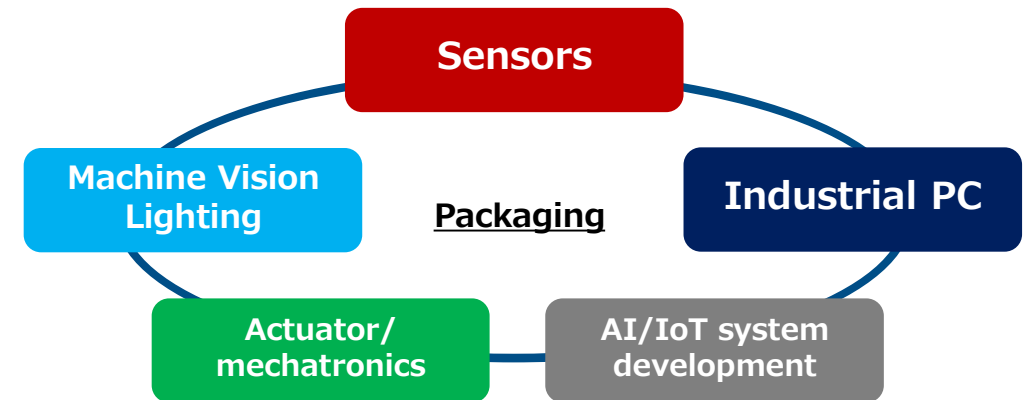 Sensors
Machine Vision
Lighting
Packaging
Industrial PC
Actuator/
mechatronics
AI/IoT system
development